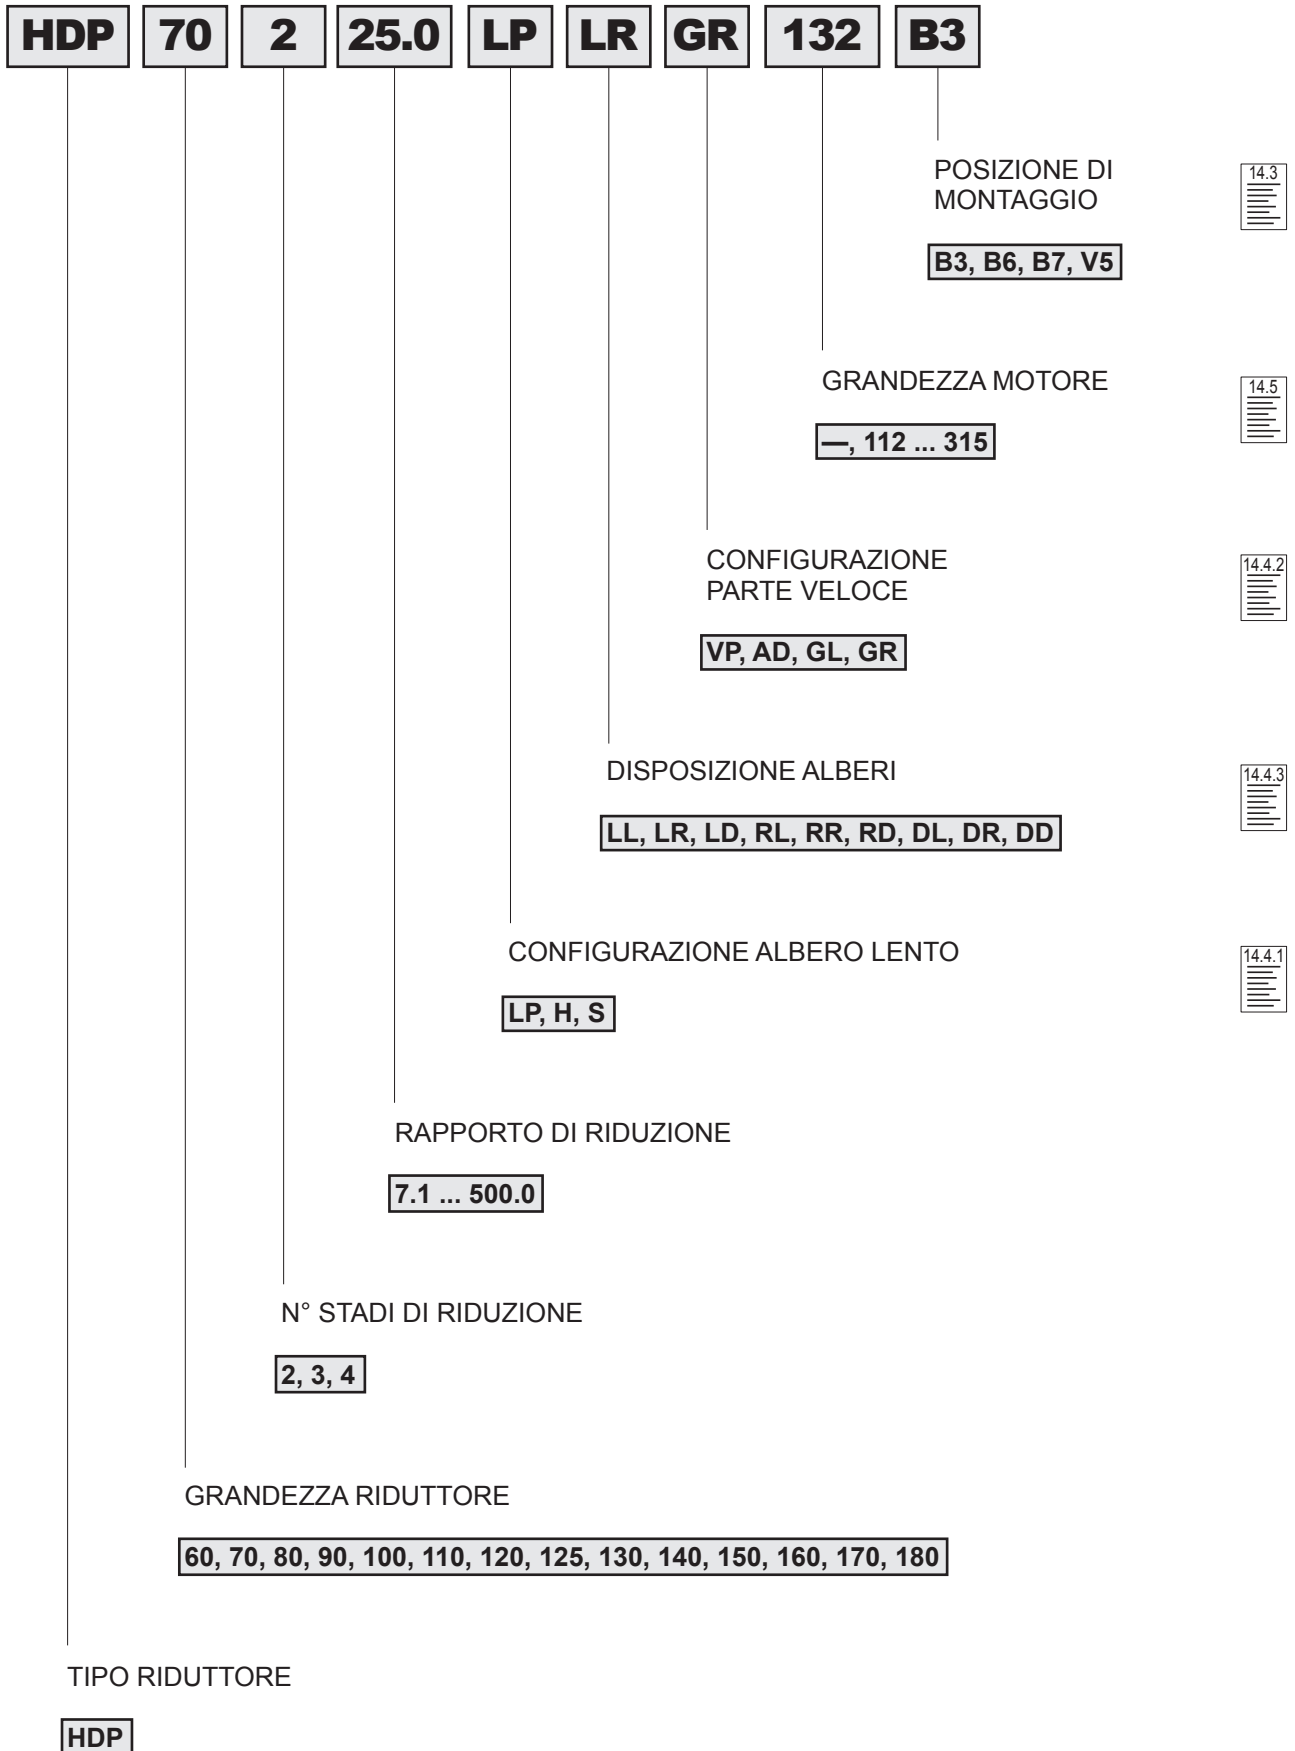 HDP 70 2 25.0 LP LR GR 132 B3
POSIZIONE DI
MONTAGGIO
14.3
B3, B6, B7, V5
GRANDEZZA MOTORE
14.5
—, 112 ... 315
CONFIGURAZIONE
PARTE VELOCE
14.4.2
VP, AD, GL, GR
DISPOSIZIONE ALBERI
14.4.3
LL, LR, LD, RL, RR, RD, DL, DR, DD
CONFIGURAZIONE ALBERO LENTO
14.4.1
LP, H, S
RAPPORTO DI RIDUZIONE
7.1 ... 500.0
N° STADI DI RIDUZIONE
2, 3, 4
GRANDEZZA RIDUTTORE
60, 70, 80, 90, 100, 110, 120, 125, 130, 140, 150, 160, 170, 180
TIPO RIDUTTORE
HDP